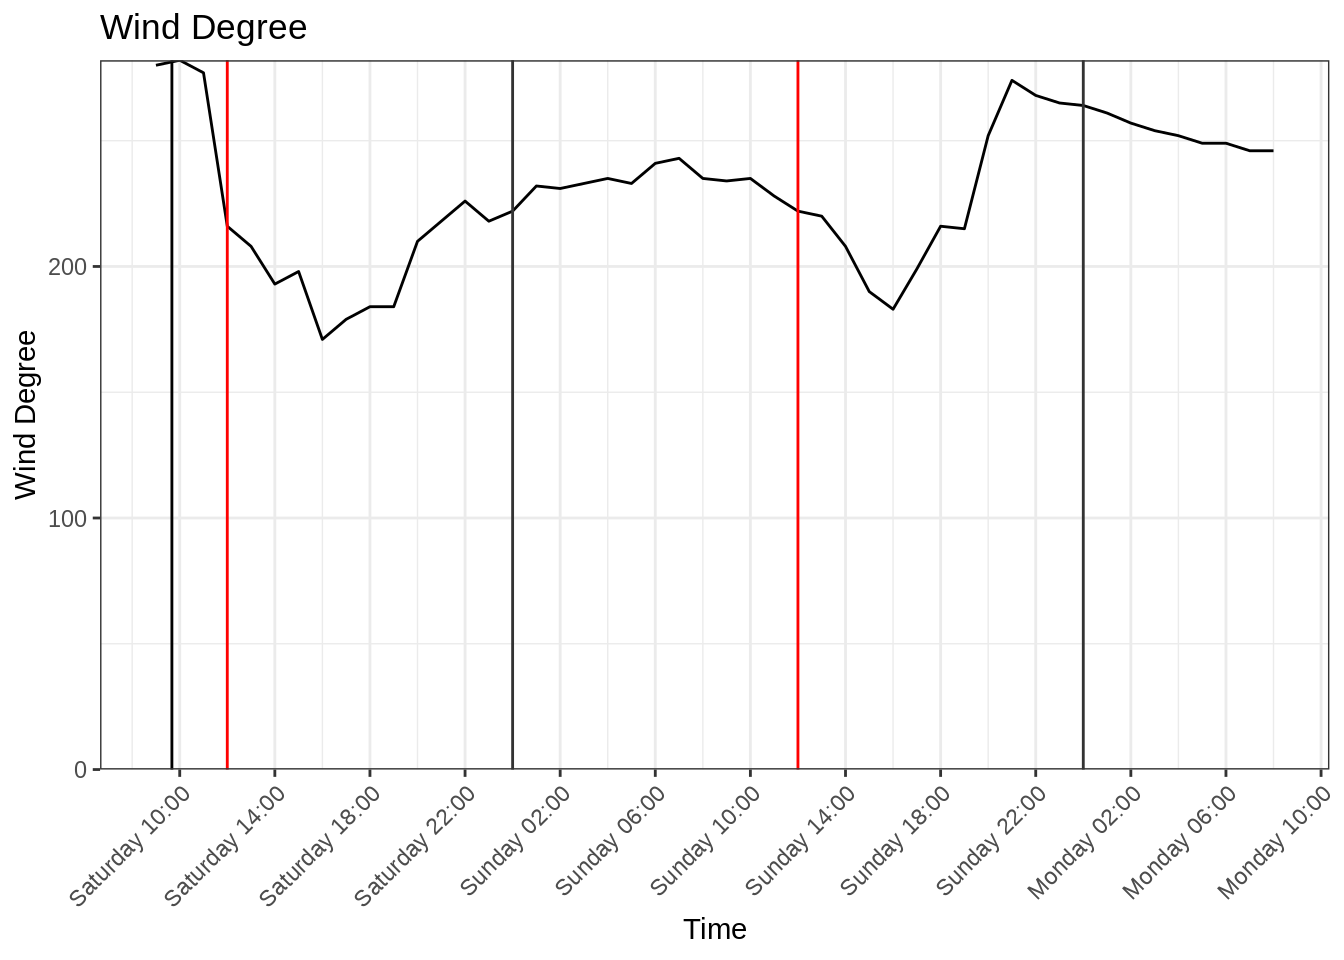 Wind Degree
Wind Degree
200
100
0
Saturday 10:00
Saturday 14:00
Saturday 18:00
Saturday 22:00
Sunday 02:00
Sunday 06:00
Sunday 10:00
Sunday 14:00
Sunday 18:00
Sunday 22:00
Monday 02:00
Monday 06:00
Monday 10:00
Time